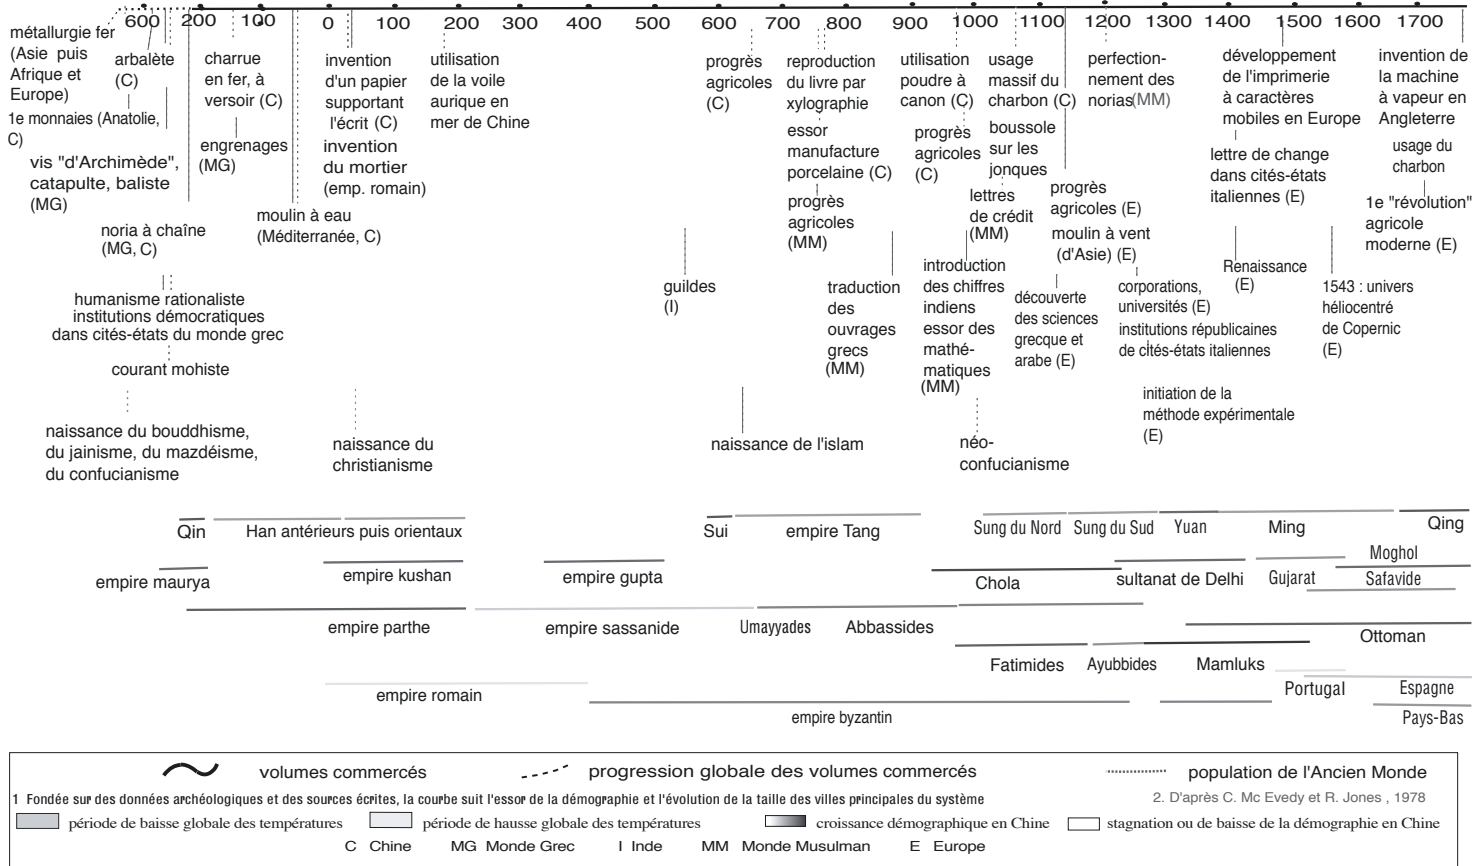 600 200 100 0 100 200 300 400 500 600 700 800 900 1000 1100 1200 1300 1400 1500 1600 1700
métallurgie fer
(Asie puis
Afrique et
Europe)
1e monnaies (Anatolie,
C)
arbalète
(C)
vis "d'Archimède",
catapulte, baliste
(MG)
noria à chaîne
(MG, C)
charrue
en fer, à
versoir (C)
engrenages
(MG)
moulin à eau
(Méditerranée, C)
invention
d'un papier
supportant
l'écrit (C)
invention
du mortier
(emp. romain)
utilisation
de la voile
aurique en
mer de Chine
guildes
(I)
progrès
agricoles
(C)
reproduction
du livre par
xylographie
essor
manufacture
porcelaine (C)
progrès
agricoles
(MM)
traduction
des
ouvrages
grecs
(MM)
utilisation
poudre à
canon (C)
progrès
agricoles
(C)
usage
massif du
charbon (C)
boussole
sur les
jonques
lettres
de crédit
(MM)
introduction
des chiffres
indiens
essor des
mathé-
matiques
(MM)
perfection-
nement des
norias(MM)
progrès
agricoles (E)
moulin à vent
(d'Asie) (E)
découverte
des sciences
grecque et
arabe (E)
corporations,
universités (E)
institutions républicaines
de cités-états italiennes
initiation de la
méthode expérimentale
(E)
développement
de l'imprimerie
à caractères
mobiles en Europe
lettre de change
dans cités-états
italiennes (E)
Renaissance
(E)
1543 : univers
héliocentré
de Copernic
(E)
invention de
la machine
à vapeur en
Angleterre
usage du
charbon
1e "révolution"
agricole
moderne (E)
humanisme rationaliste
institutions démocratiques
dans cités-états du monde grec
courant mohiste
naissance du bouddhisme,
du jainisme, du mazdéisme,
du confucianisme
naissance du
christianisme
naissance de l'islam
néo-
confucianisme
Qin Han antérieurs puis orientaux Sui empire Tang Sung du Nord Sung du Sud Yuan Ming Qing
empire maurya empire kushan empire gupta Chola sultanat de Delhi Gujarat Moghol
Safavide
empire parthe empire sassanide Umayyades Abbassides Ottoman
Fatimides Ayubbides Mamluks
empire romain Portugal Espagne
empire byzantin Pays-Bas
volumes commercés progression globale des volumes commercés population de l'Ancien Monde
1 Fondée sur des données archéologiques et des sources écrites, la courbe suit l'essor de la démographie et l'évolution de la taille des villes principales du système
2. D'après C. Mc Evedy et R. Jones , 1978
période de baisse globale des températures période de hausse globale des températures croissance démographique en Chine stagnation ou de baisse de la démographie en Chine
C Chine MG Monde Grec I Inde MM Monde Musulman E Europe